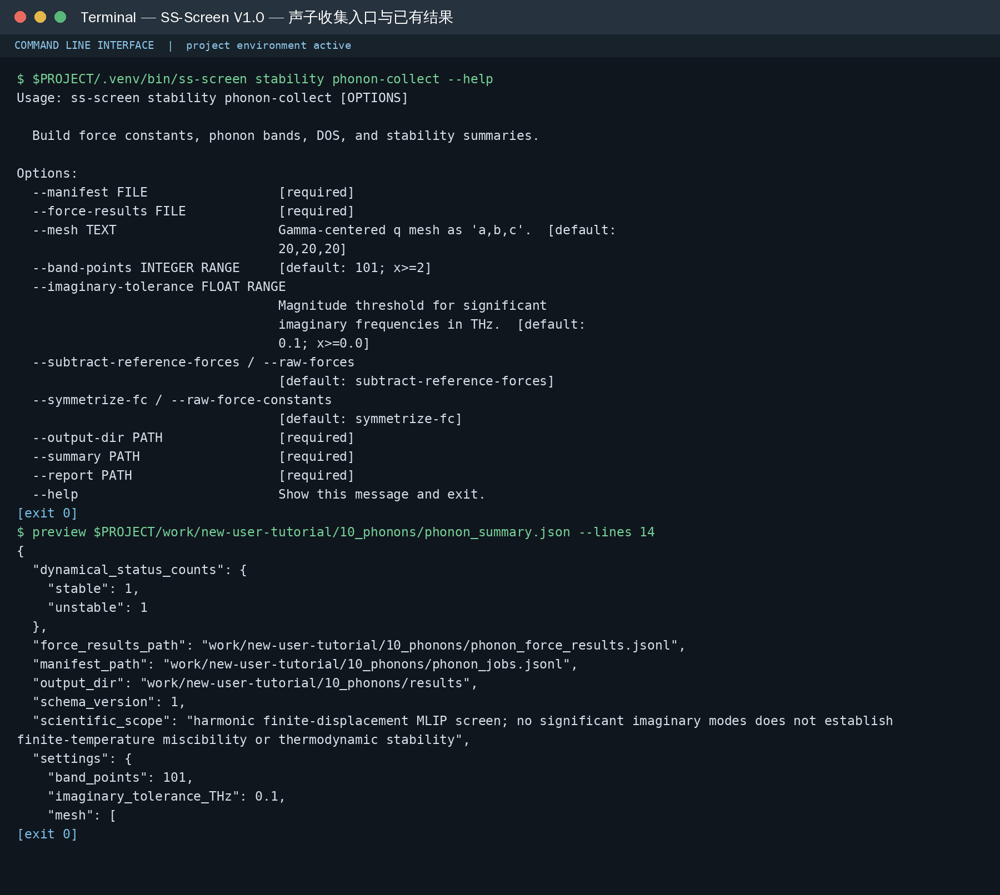 Terminal — SS-Screen V1.0 — 声子收集入口与已有结果
COMMAND LINE INTERFACE  |  project environment active
$ $PROJECT/.venv/bin/ss-screen stability phonon-collect --help
Usage: ss-screen stability phonon-collect [OPTIONS]
  Build force constants, phonon bands, DOS, and stability summaries.
Options:
  --manifest FILE                 [required]
  --force-results FILE            [required]
  --mesh TEXT                     Gamma-centered q mesh as 'a,b,c'.  [default:
                                  20,20,20]
  --band-points INTEGER RANGE     [default: 101; x>=2]
  --imaginary-tolerance FLOAT RANGE
                                  Magnitude threshold for significant
                                  imaginary frequencies in THz.  [default:
                                  0.1; x>=0.0]
  --subtract-reference-forces / --raw-forces
                                  [default: subtract-reference-forces]
  --symmetrize-fc / --raw-force-constants
                                  [default: symmetrize-fc]
  --output-dir PATH               [required]
  --summary PATH                  [required]
  --report PATH                   [required]
  --help                          Show this message and exit.
[exit 0]
$ preview $PROJECT/work/new-user-tutorial/10_phonons/phonon_summary.json --lines 14
{
  "dynamical_status_counts": {
    "stable": 1,
    "unstable": 1
  },
  "force_results_path": "work/new-user-tutorial/10_phonons/phonon_force_results.jsonl",
  "manifest_path": "work/new-user-tutorial/10_phonons/phonon_jobs.jsonl",
  "output_dir": "work/new-user-tutorial/10_phonons/results",
  "schema_version": 1,
  "scientific_scope": "harmonic finite-displacement MLIP screen; no significant imaginary modes does not establish
finite-temperature miscibility or thermodynamic stability",
  "settings": {
    "band_points": 101,
    "imaginary_tolerance_THz": 0.1,
    "mesh": [
[exit 0]